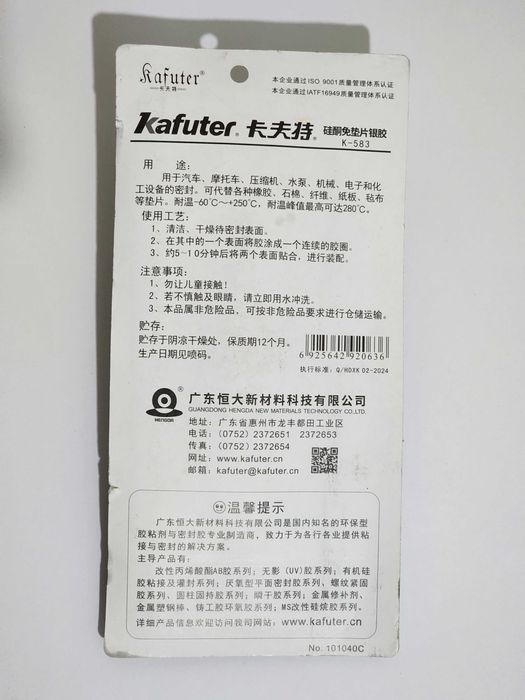 Kafuter®
—卡夫特—
本企业通过ISO 9001质量管理体系认证
本企业通过IATF16949质量管理体系认证
Kafuter® 卡夫特® 硅酮免垫片银胶
K-583
用 途：
用于汽车、摩托车、压缩机、水泵、机械、电子和化
工设备的密封。可代替各种橡胶、石棉、纤维、纸板、毡布
等垫片。耐温-60℃～+250℃，耐温峰值最高可达280℃。
使用工艺：
1、清洁、干燥待密封表面。
2、在其中的一个表面将胶涂成一个连续的胶圈。
3、约5-10分钟后将两个表面贴合，进行装配。
注意事项：
1、勿让儿童接触！
2、若不慎触及眼睛，请立即用水冲洗。
3、本品属非危险品，可按非危险品要求进行仓储运输。
贮存：
贮存于阴凉干燥处，保质期12个月。
生产日期见喷码。
6 925642 920636
执行标准：Q/HDXK 02-2024
HENGDA
广东恒大新材料科技有限公司
GUANGDONG HENGDA NEW MATERIALS TECHNOLOGY CO.,LTD.
地址：广东省惠州市龙丰都田工业区
电话：(0752) 2372651 2372653
传真：(0752) 2372654
网址：www.kafuter.cn
邮箱：kafuter@kafuter.cn
温馨提示
广东恒大新材料科技有限公司是国内知名的环保型
胶粘剂与密封胶专业制造商，致力于为各行各业提供粘
接与密封的解决方案。
主导产品有：
改性丙烯酸酯AB胶系列；无影（UV）胶系列；有机硅
胶粘接及灌封系列；厌氧型平面密封胶系列、螺纹紧固
胶系列、圆柱固持胶系列；瞬干胶系列；金属修补剂、
金属塑钢棒、铸工胶环氧胶系列；MS改性硅烷胶系列。
详细产品信息欢迎访问我司网站：www.kafuter.cn
No. 101040C